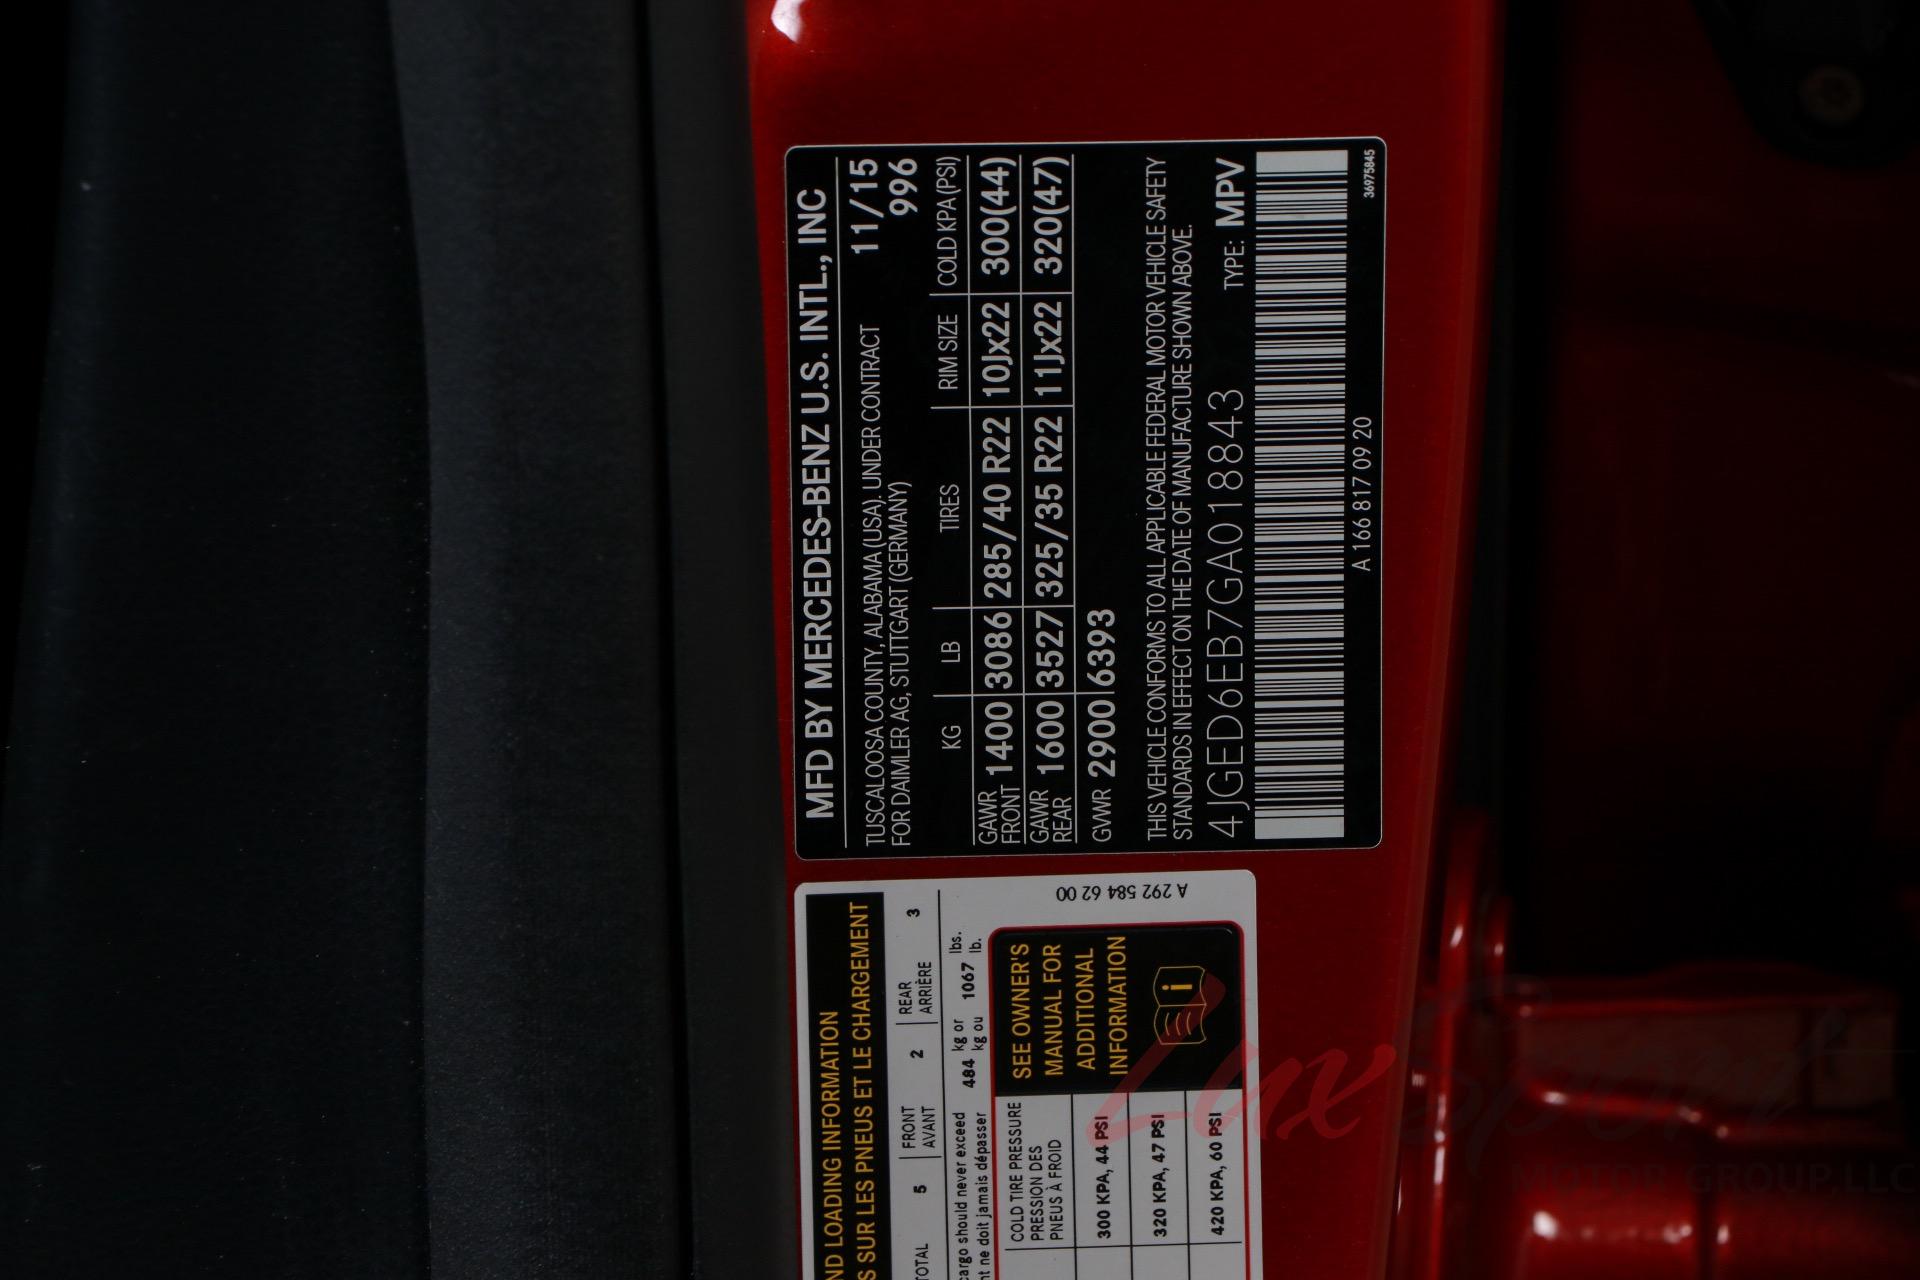 MFD BY MERCEDES-BENZ U.S. INTL., INC
TUSCALOOSA COUNTY, ALABAMA (USA). UNDER CONTRACT 11/15
FOR DAIMLER AG, STUTTGART (GERMANY) 996
KG LB TIRES RIM SIZE COLD KPA (PSI)
GAWR
FRONT 1400 3086 285/40 R22 10Jx22 300(44)
GAWR
REAR 1600 3527 325/35 R22 11Jx22 320(47)
GVWR 2900 6393
THIS VEHICLE CONFORMS TO ALL APPLICABLE FEDERAL MOTOR VEHICLE SAFETY
STANDARDS IN EFFECT ON THE DATE OF MANUFACTURE SHOWN ABOVE.
4JGED6EB7GA018843 TYPE: MPV
A 166 817 09 20
36975845
ND LOADING INFORMATION
S SUR LES PNEUS ET LE CHARGEMENT
TOTAL 5 FRONT 2 REAR 3
AVANT ARRIÈRE
cargo should never exceed 484 kg or 1067 lbs.
nt ne doit jamais dépasser kg ou lb.
COLD TIRE PRESSURE
PRESSION DES
PNEUS À FROID
300 KPA, 44 PSI
320 KPA, 47 PSI
420 KPA, 60 PSI
SEE OWNER'S
MANUAL FOR
ADDITIONAL
INFORMATION
A 292 584 62 00
Lux Sport
MOTOR GROUP, LLC